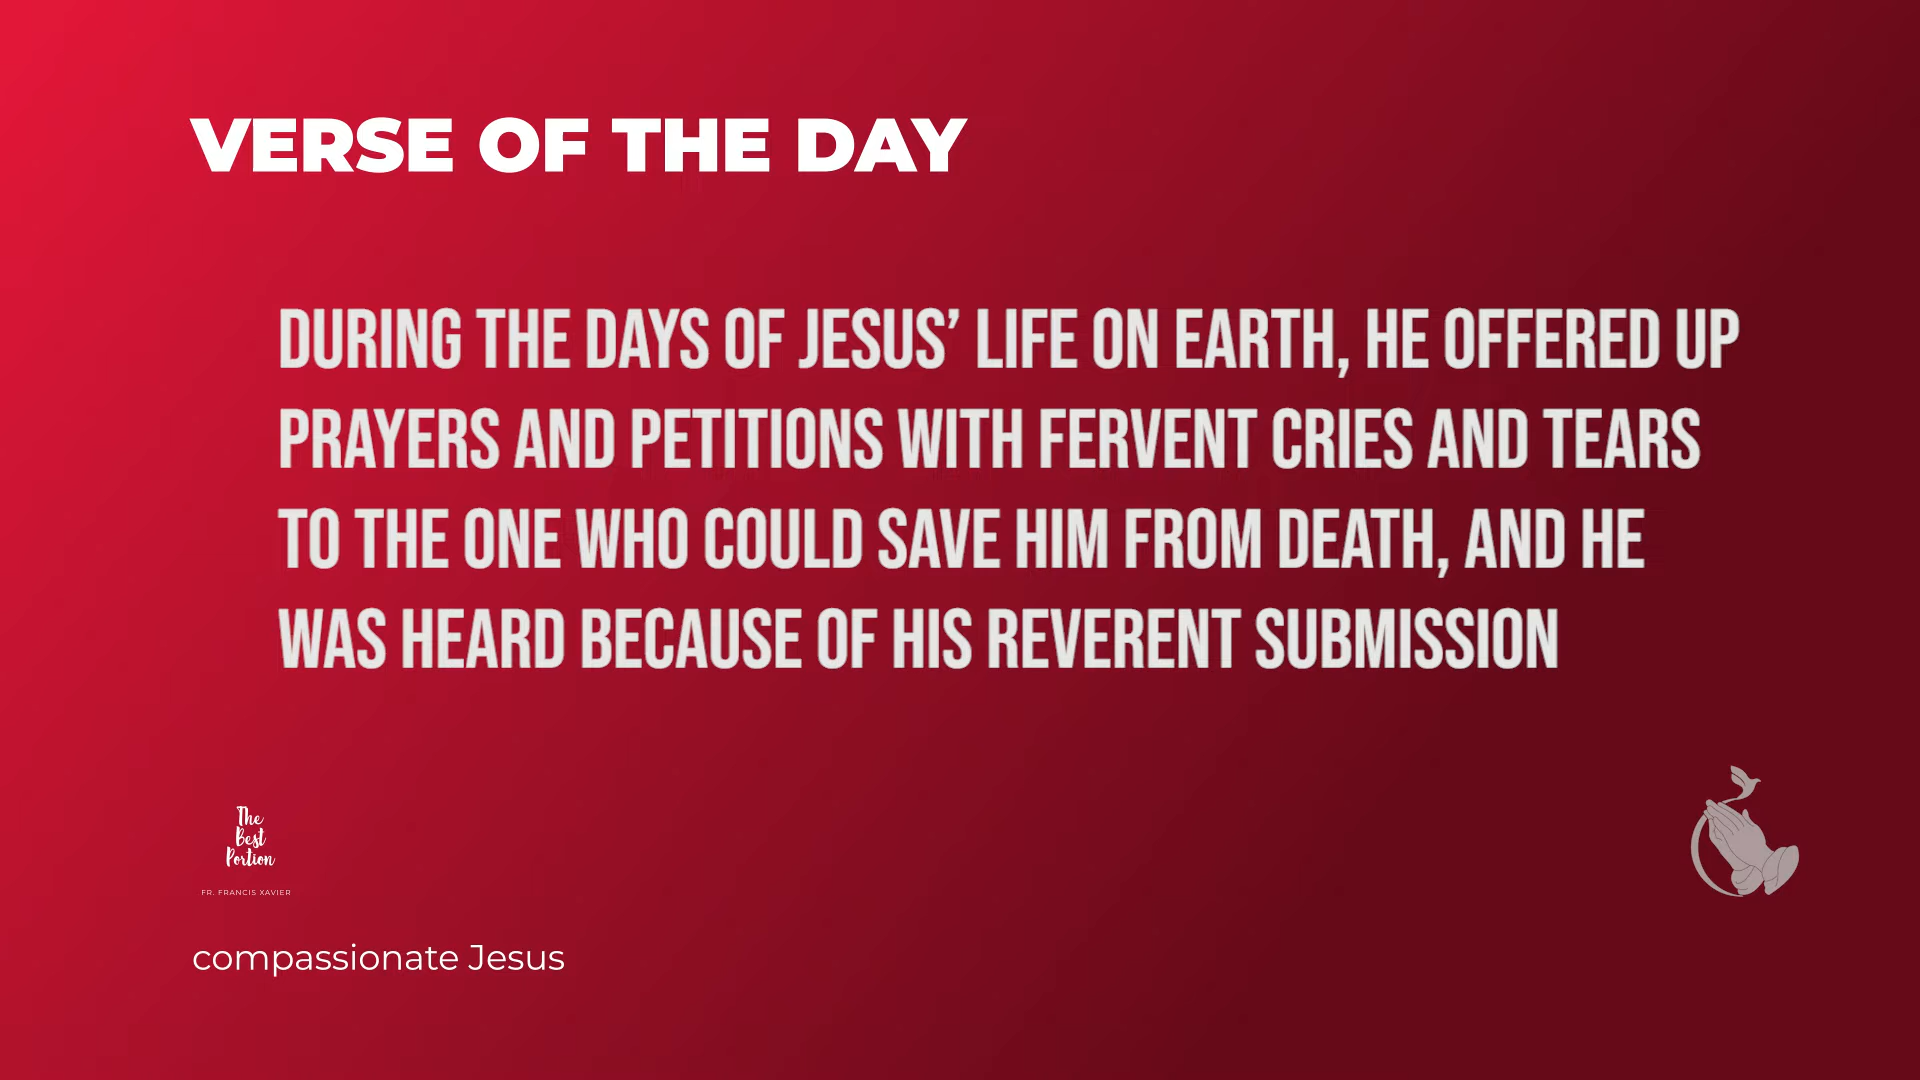 VERSE OF THE DAY
DURING THE DAYS OF JESUS’ LIFE ON EARTH, HE OFFERED UP
PRAYERS AND PETITIONS WITH FERVENT CRIES AND TEARS
TO THE ONE WHO COULD SAVE HIM FROM DEATH, AND HE
WAS HEARD BECAUSE OF HIS REVERENT SUBMISSION
The
Best
Portion
FR. FRANCIS XAVIER
compassionate Jesus